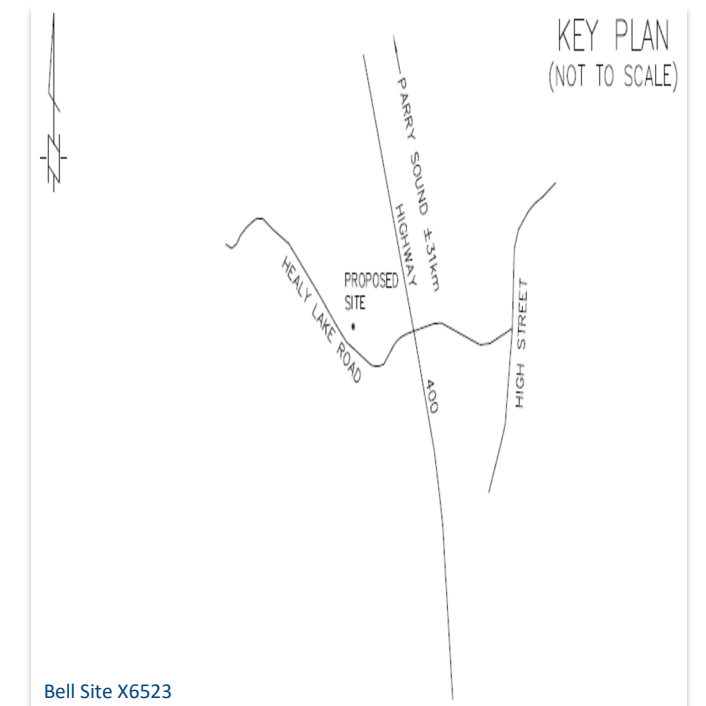 KEY PLAN
(NOT TO SCALE)
N
PARRY SOUND ±31km
HIGHWAY
400
HEALY LAKE ROAD
PROPOSED
SITE
HIGH STREET
Bell Site X6523